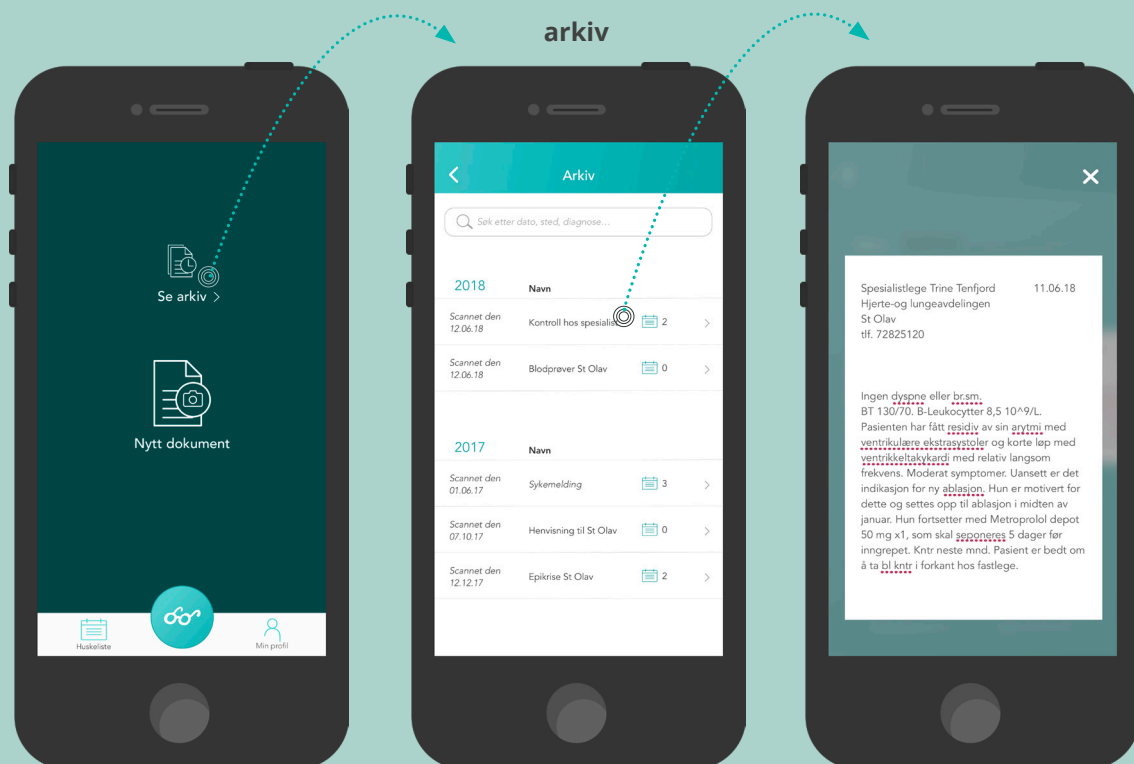 arkiv
Se arkiv >
Nytt dokument
Huskeliste
Min profil
Arkiv
Søk etter dato, sted, diagnose...
2018 Navn
Scannet den
12.06.18
Kontroll hos spesialist 2
Scannet den
12.06.18
Blodprøver St Olav 0
2017 Navn
Scannet den
01.06.17
Sykemelding 3
Scannet den
07.10.17
Henvisning til St Olav 0
Scannet den
12.12.17
Epikrise St Olav 2
Spesialistlege Trine Tenfjord 11.06.18
Hjerte-og lungeavdelingen
St Olav
tlf. 72825120
Ingen dyspne eller br.sm.
BT 130/70. B-Leukocytter 8,5 10^9/L.
Pasienten har fått residiv av sin arytmi med
ventrikulære ekstrasystoler og korte løp med
ventrikkeltakykardi med relativ langsom
frekvens. Moderat symptomer. Uansett er det
indikasjon for ny ablasjon. Hun er motivert for
dette og settes opp til ablasjon i midten av
januar. Hun fortsetter med Metroprolol depot
50 mg x1, som skal seponeres 5 dager før
inngrepet. Kntr neste mnd. Pasient er bedt om
å ta bl kntr i forkant hos fastlege.